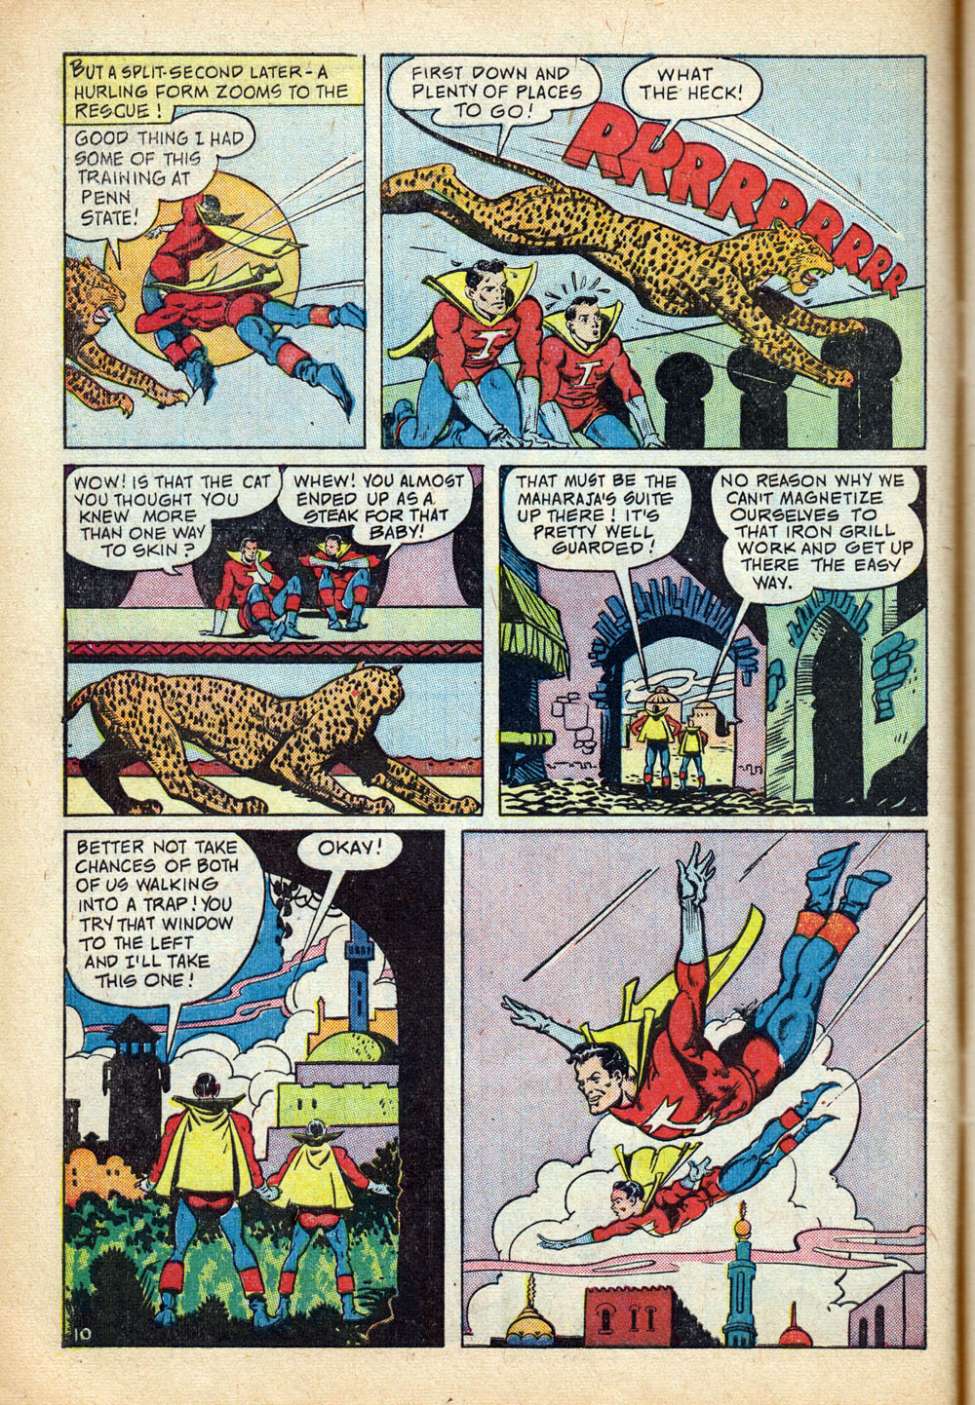 BUT A SPLIT-SECOND LATER - A
HURLING FORM ZOOMS TO THE
RESCUE!
GOOD THING I HAD
SOME OF THIS
TRAINING AT
PENN
STATE!
FIRST DOWN AND
PLENTY OF PLACES
TO GO!
WHAT
THE HECK!
RRRRRRRRRR
I
I
WOW! IS THAT THE CAT
YOU THOUGHT YOU
KNEW MORE
THAN ONE WAY
TO SKIN?
WHEW! YOU ALMOST
ENDED UP AS A
STEAK FOR THAT
BABY!
THAT MUST BE THE
MAHARAJA'S SUITE
UP THERE! IT'S
PRETTY WELL
GUARDED!
NO REASON WHY WE
CAN'T MAGNETIZE
OURSELVES TO
THAT IRON GRILL
WORK AND GET UP
THERE THE EASY
WAY.
BETTER NOT TAKE
CHANCES OF BOTH
OF US WALKING
INTO A TRAP! YOU
TRY THAT WINDOW
TO THE LEFT
AND I'LL TAKE
THIS ONE!
OKAY!
10